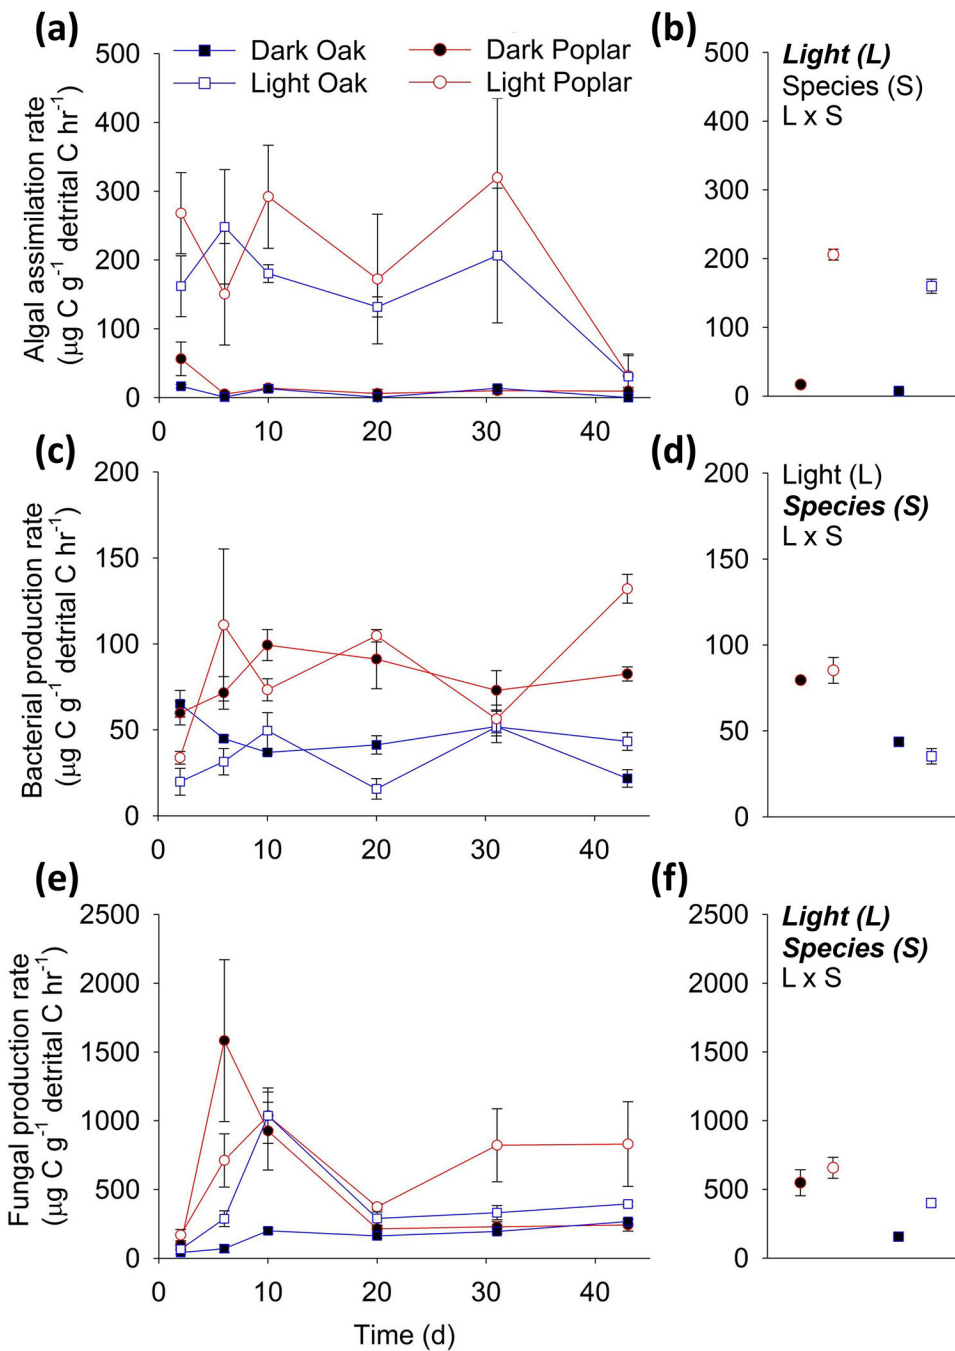 (a)
Dark Oak
Dark Poplar
Light Oak
Light Poplar
500
400
300
200
100
0
0 10 20 30 40
Algal assimilation rate
(µg C g⁻¹ detrital C hr⁻¹)
(b)
Light (L)
Species (S)
L x S
500
400
300
200
100
0
(c)
200
150
100
50
0
0 10 20 30 40
Bacterial production rate
(µg C g⁻¹ detrital C hr⁻¹)
(d)
Light (L)
Species (S)
L x S
200
150
100
50
0
(e)
2500
2000
1500
1000
500
0
0 10 20 30 40
Fungal production rate
(µg C g⁻¹ detrital C hr⁻¹)
Time (d)
(f)
Light (L)
Species (S)
L x S
2500
2000
1500
1000
500
0